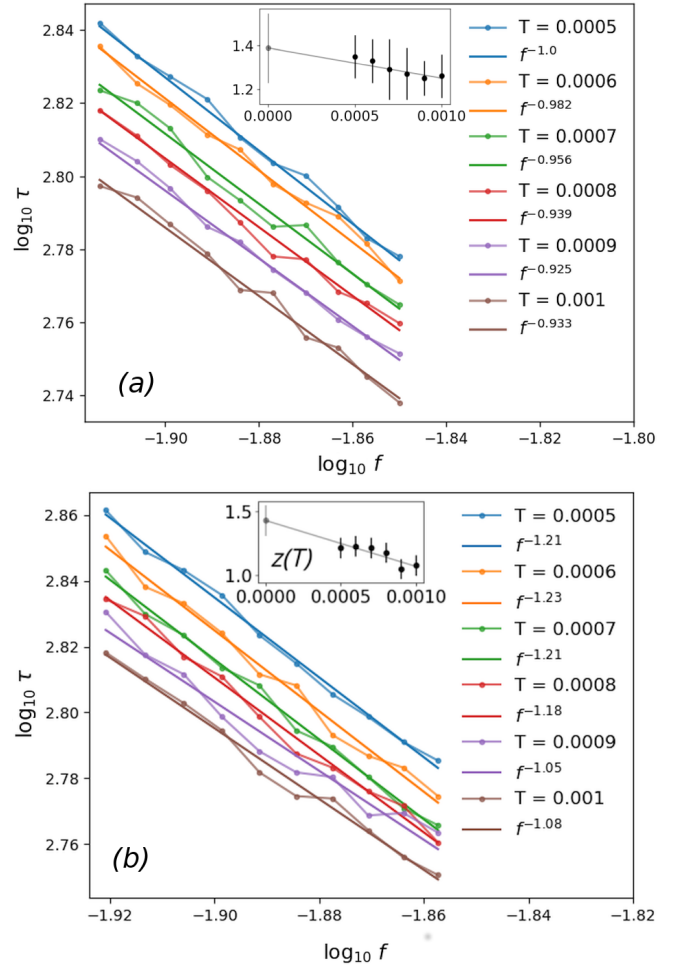 2.84
2.82
2.80
2.78
2.76
2.74
log₁₀ τ
1.4
1.2
0.0000 0.0005 0.0010
T = 0.0005
f⁻¹·⁰
T = 0.0006
f⁻⁰·⁹⁸²
T = 0.0007
f⁻⁰·⁹⁵⁶
T = 0.0008
f⁻⁰·⁹³⁹
T = 0.0009
f⁻⁰·⁹²⁵
T = 0.001
f⁻⁰·⁹³³
(a)
−1.90 −1.88 −1.86 −1.84 −1.82 −1.80
log₁₀ f
2.86
2.84
2.82
2.80
2.78
2.76
log₁₀ τ
1.5
1.0
z(T)
0.0000 0.0005 0.0010
T = 0.0005
f⁻¹·²¹
T = 0.0006
f⁻¹·²³
T = 0.0007
f⁻¹·²¹
T = 0.0008
f⁻¹·¹⁸
T = 0.0009
f⁻¹·⁰⁵
T = 0.001
f⁻¹·⁰⁸
(b)
−1.92 −1.90 −1.88 −1.86 −1.84 −1.82
log₁₀ f